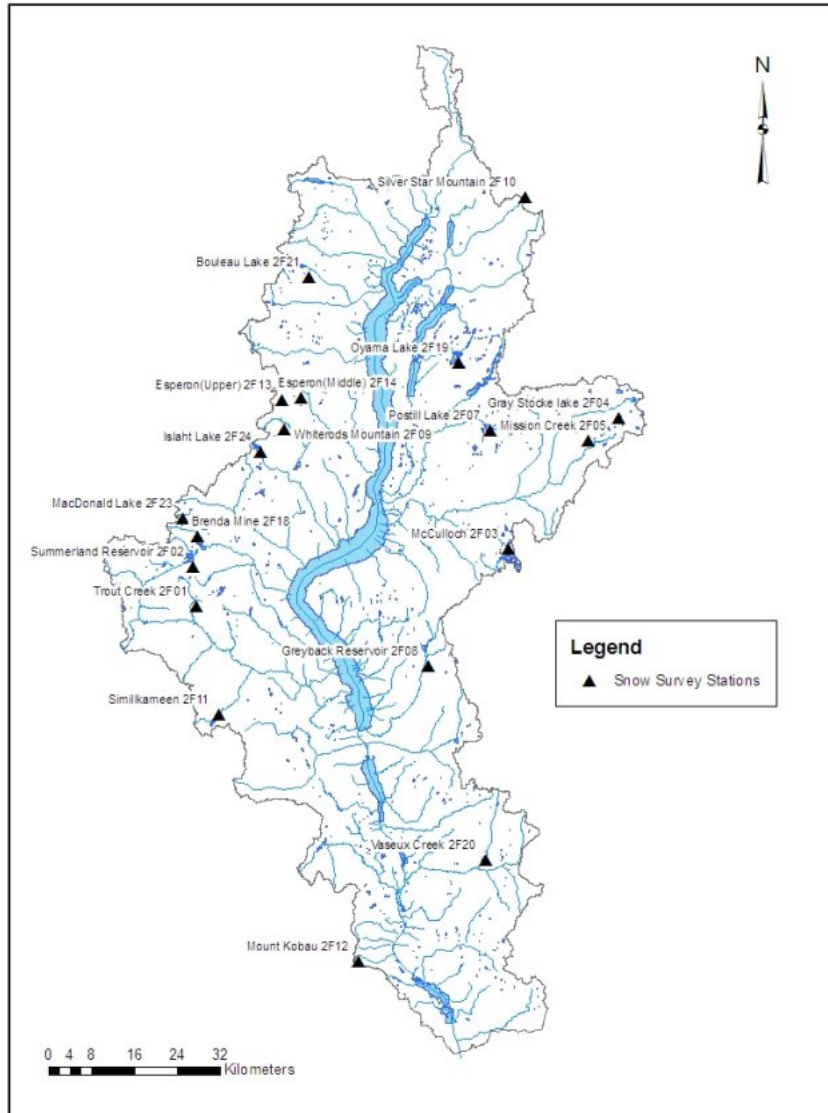 N
Silver Star Mountain 2F10
Bouleau Lake 2F21
Oyama Lake 2F19
Esperon(Upper) 2F13
Esperon(Middle) 2F14
Gray Stocke lake 2F04
Postill Lake 2F07
Mission Creek 2F05
Whiterods Mountain 2F09
Islaht Lake 2F24
MacDonald Lake 2F23
Brenda Mine 2F18
McCulloch 2F03
Summerland Reservoir 2F02
Trout Creek 2F01
Greyback Reservoir 2F08
Legend
Snow Survey Stations
Simillkameen 2F11
Vaseux Creek 2F20
Mount Kobau 2F12
0 4 8 16 24 32
Kilometers